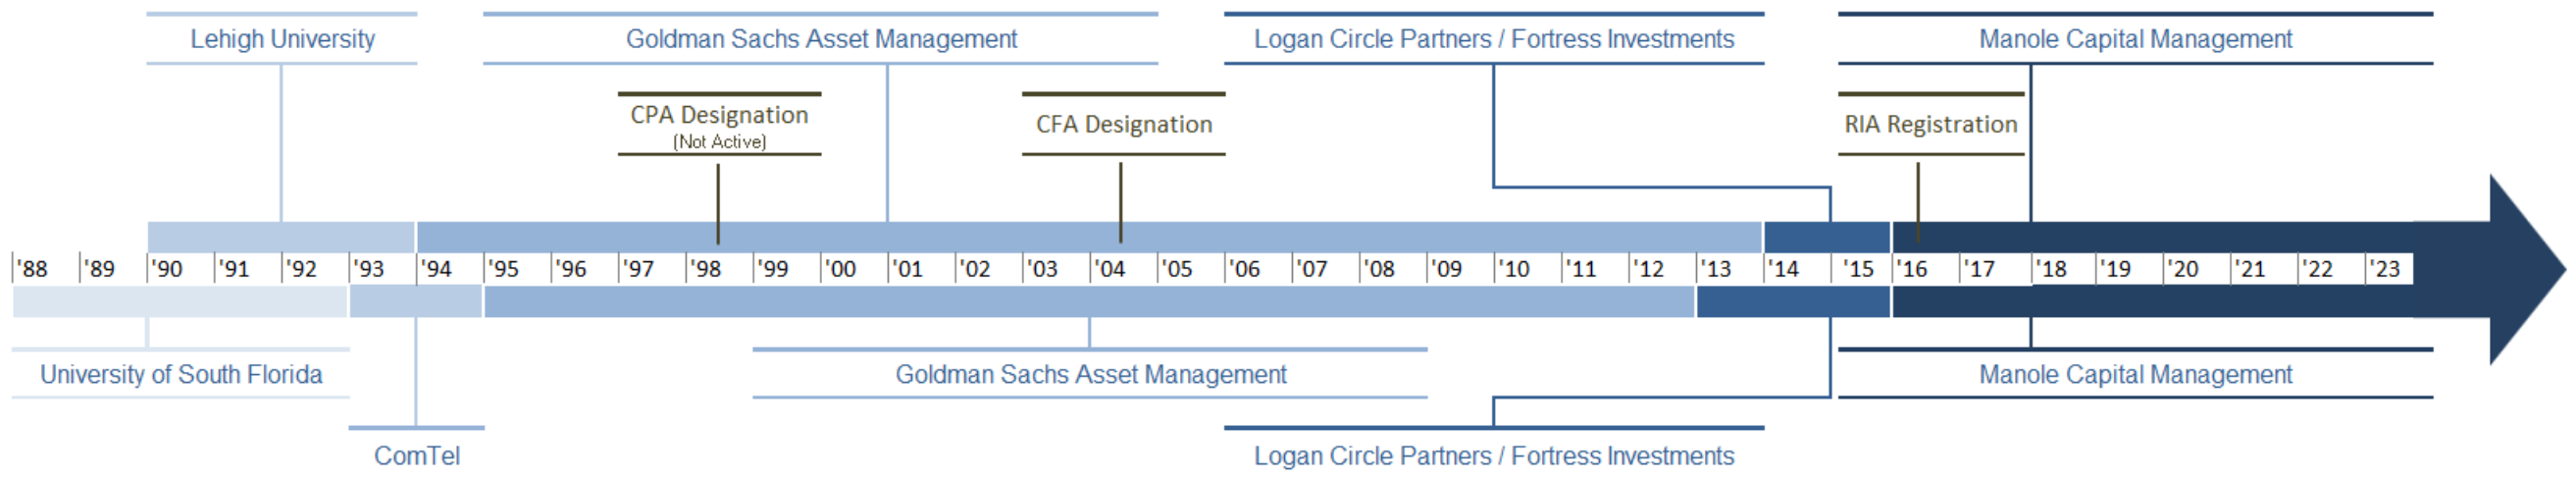 Lehigh University
Goldman Sachs Asset Management
Logan Circle Partners / Fortress Investments
Manole Capital Management
CPA Designation
(Not Active)
CFA Designation
RIA Registration
'88 '89 '90 '91 '92 '93 '94 '95 '96 '97 '98 '99 '00 '01 '02 '03 '04 '05 '06 '07 '08 '09 '10 '11 '12 '13 '14 '15 '16 '17 '18 '19 '20 '21 '22 '23
University of South Florida
Goldman Sachs Asset Management
Manole Capital Management
ComTel
Logan Circle Partners / Fortress Investments